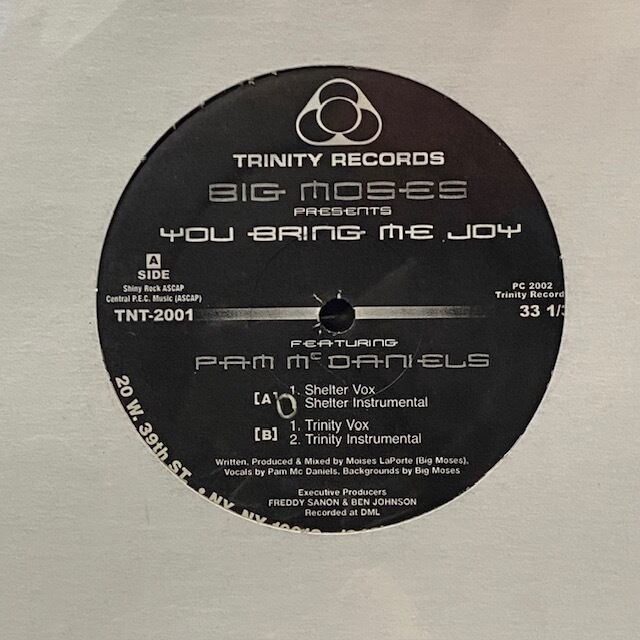 TRINITY RECORDS
BIG MOSES
PRESENTS
YOU BRING ME JOY
A
SIDE
Shiny Rock ASCAP
Central P.E.C. Music (ASCAP)
TNT-2001
PC 2002
Trinity Record
33 1/3
FEATURING
PAM McDANIELS
[A] 1. Shelter Vox
Shelter Instrumental
[B] 1. Trinity Vox
2. Trinity Instrumental
Written, Produced & Mixed by Moises LaPorte (Big Moses),
Vocals by Pam Mc Daniels, Backgrounds by Big Moses
Executive Producers
FREDDY SANON & BEN JOHNSON
Recorded at DML
20 W. 39th ST. • NY, NY